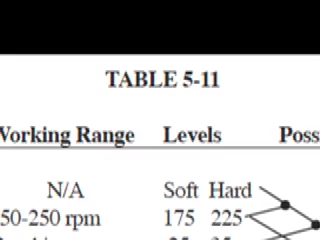 TABLE 5-11
Working Range Levels Poss
N/A Soft Hard
50-250 rpm 175 225